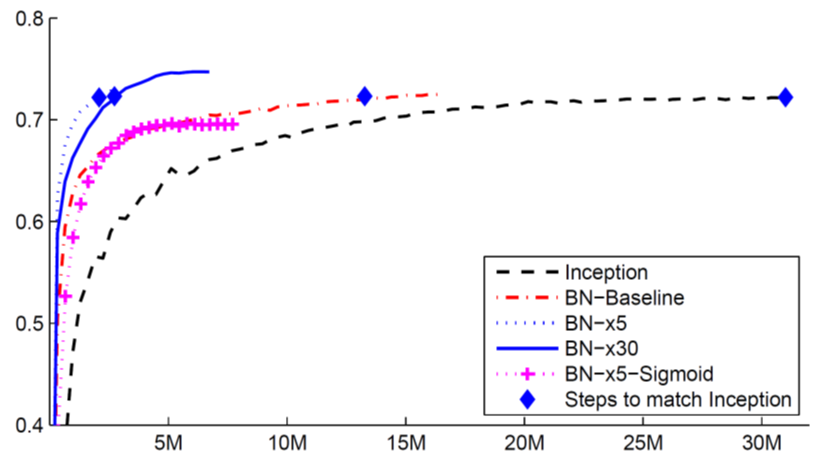 0.8
0.7
0.6
0.5
0.4
5M 10M 15M 20M 25M 30M
Inception
BN−Baseline
BN−x5
BN−x30
BN−x5−Sigmoid
Steps to match Inception